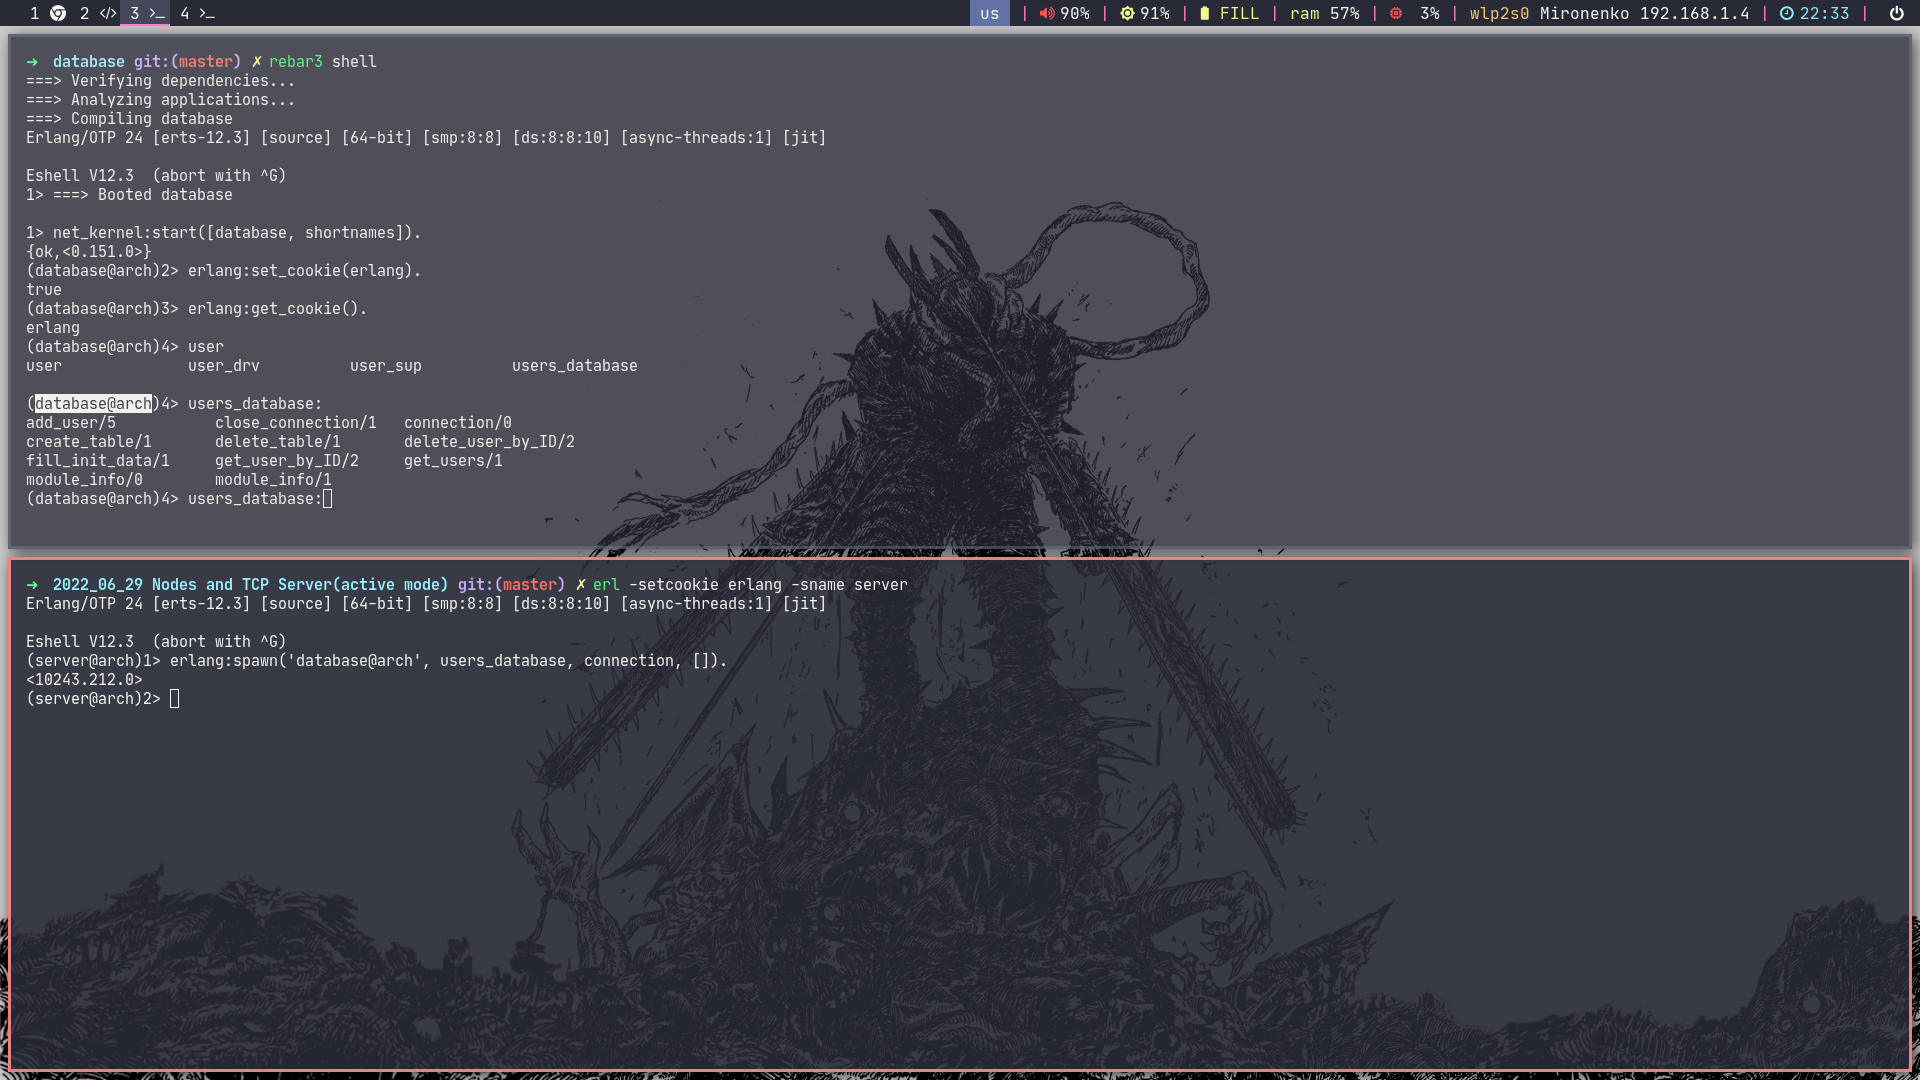 1 2 </> 3 >_ 4 >_ us | 90% | 91% | FILL | ram 57% | 3% | wlp2s0 Mironenko 192.168.1.4 | 22:33 |
➜  database git:(master) ✗ rebar3 shell
===> Verifying dependencies...
===> Analyzing applications...
===> Compiling database
Erlang/OTP 24 [erts-12.3] [source] [64-bit] [smp:8:8] [ds:8:8:10] [async-threads:1] [jit]
Eshell V12.3  (abort with ^G)
1> ===> Booted database
1> net_kernel:start([database, shortnames]).
{ok,<0.151.0>}
(database@arch)2> erlang:set_cookie(erlang).
true
(database@arch)3> erlang:get_cookie().
erlang
(database@arch)4> user
user              user_drv          user_sup          users_database
(database@arch)4> users_database:
add_user/5           close_connection/1   connection/0
create_table/1       delete_table/1       delete_user_by_ID/2
fill_init_data/1     get_user_by_ID/2     get_users/1
module_info/0        module_info/1
(database@arch)4> users_database:
➜  2022_06_29 Nodes and TCP Server(active mode) git:(master) ✗ erl -setcookie erlang -sname server
Erlang/OTP 24 [erts-12.3] [source] [64-bit] [smp:8:8] [ds:8:8:10] [async-threads:1] [jit]
Eshell V12.3  (abort with ^G)
(server@arch)1> erlang:spawn('database@arch', users_database, connection, []).
<10243.212.0>
(server@arch)2>